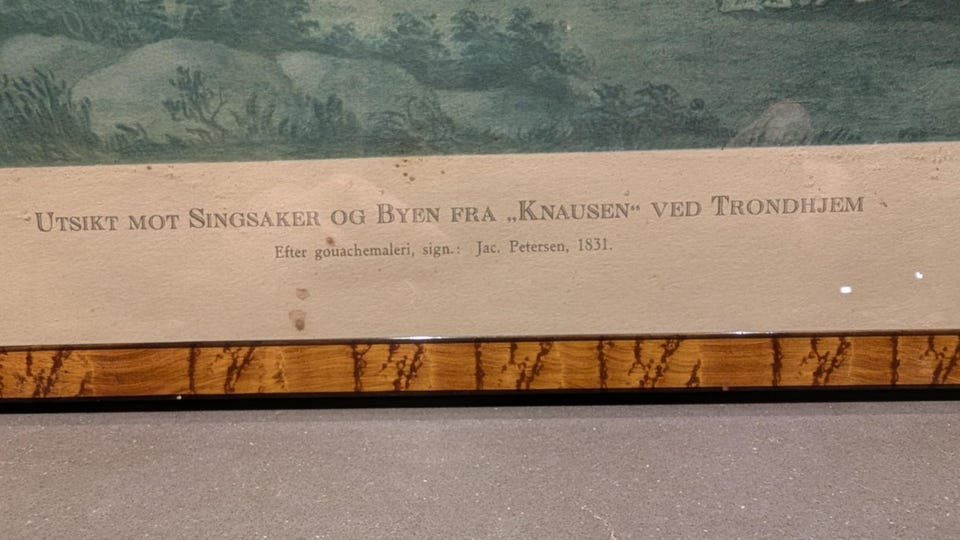 UTSIKT MOT SINGSAKER OG BYEN FRA „KNAUSEN“ VED TRONDHJEM
Efter gouachemaleri, sign.: Jac. Petersen, 1831.